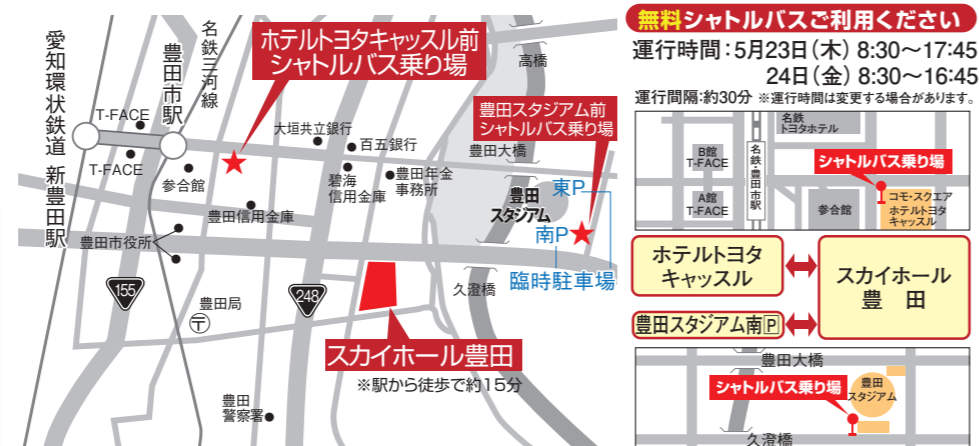 愛知環状鉄道 新豊田駅
豊田市駅
名鉄三河線
ホテルトヨタキャッスル前
シャトルバス乗り場
高橋
T-FACE
T-FACE
参合館
大垣共立銀行
百五銀行
碧海
信用金庫
豊田年金
事務所
豊田大橋
豊田スタジアム前
シャトルバス乗り場
豊田信用金庫
豊田市役所
豊田
スタジアム
東P
南P
臨時駐車場
久澄橋
155
248
豊田局
〒
スカイホール豊田
※駅から徒歩で約15分
豊田
警察署
無料シャトルバスご利用ください
運行時間:5月23日(木) 8:30〜17:45
24日(金) 8:30〜16:45
運行間隔:約30分 ※運行時間は変更する場合があります。
名鉄
トヨタホテル
B館
T-FACE
名鉄・豊田市駅
A館
T-FACE
シャトルバス乗り場
参合館
コモ・スクエア
ホテルトヨタ
キャッスル
ホテルトヨタ
キャッスル
スカイホール
豊 田
豊田スタジアム南P
豊田大橋
シャトルバス乗り場
豊田
スタジアム
久澄橋